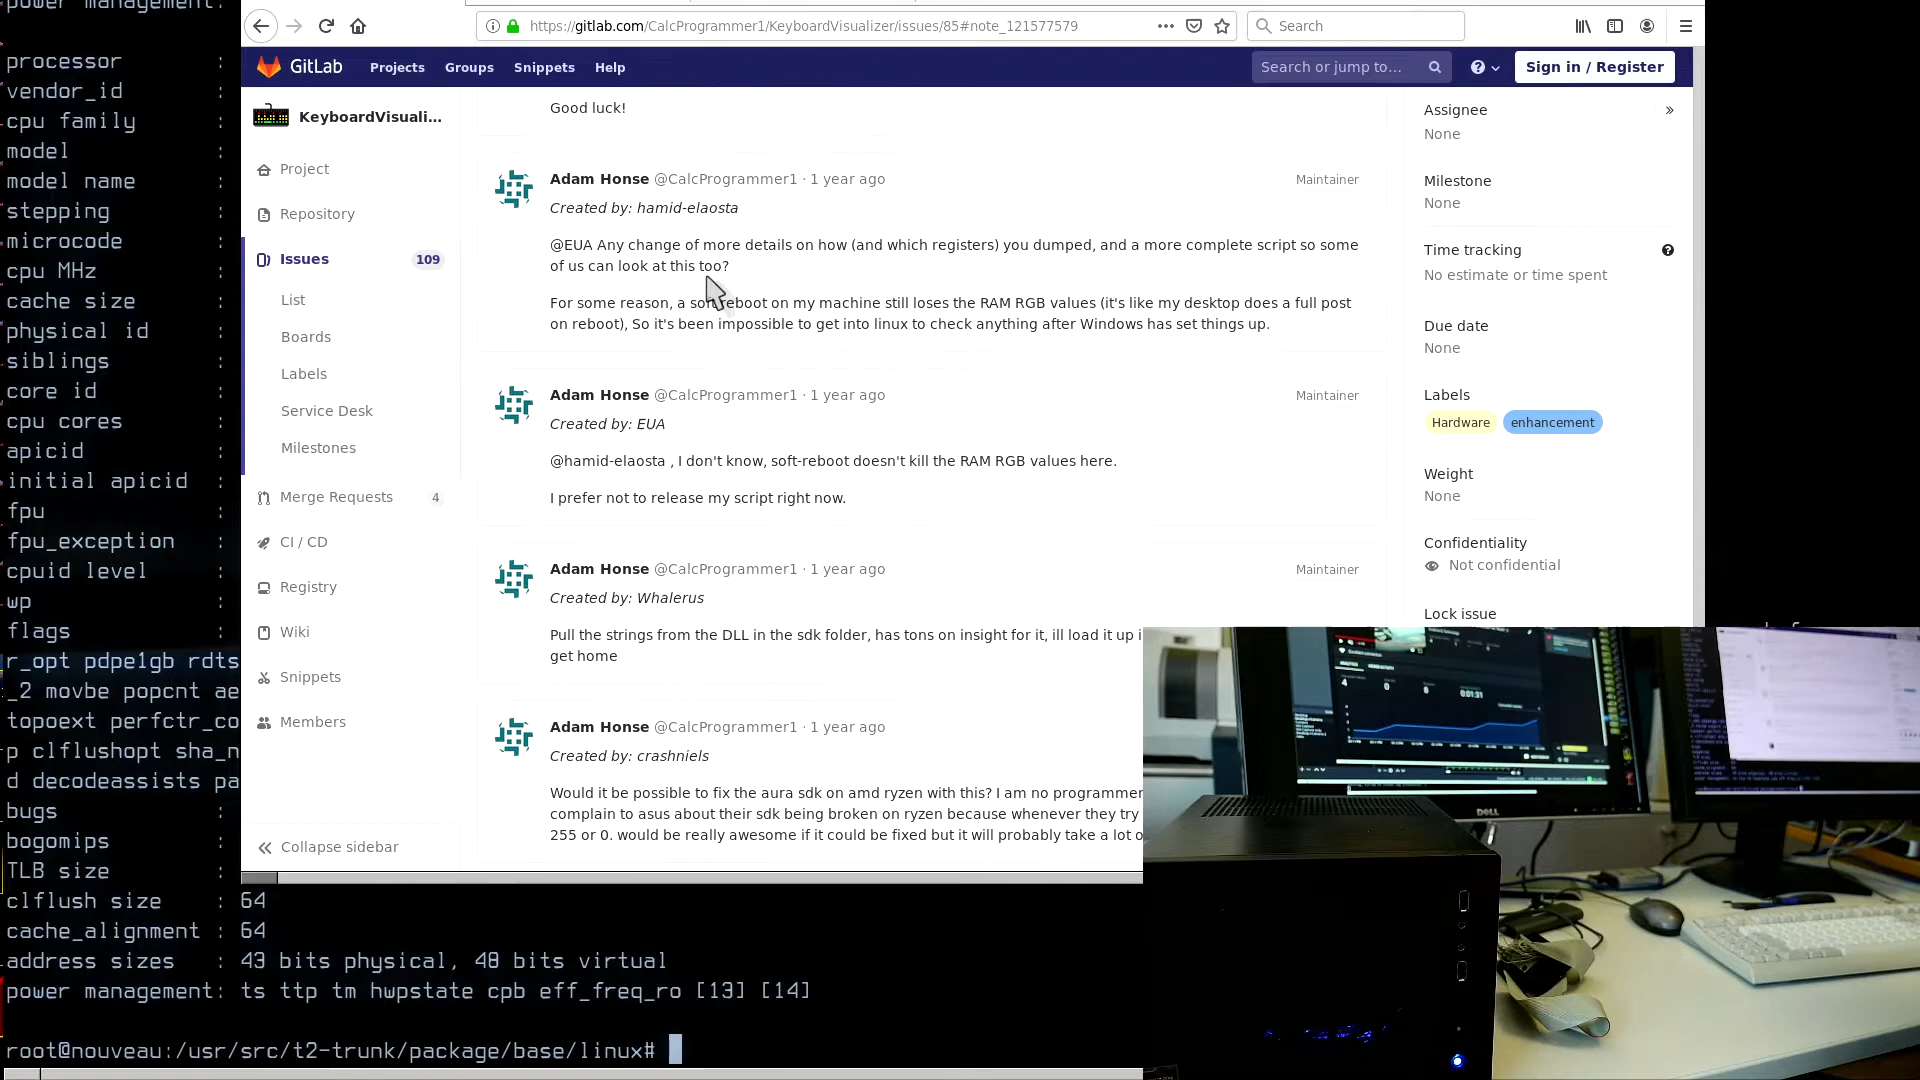 power management:
processor :
vendor_id :
cpu family :
model :
model name :
stepping :
microcode :
cpu MHz :
cache size :
physical id :
siblings :
core id :
cpu cores :
apicid :
initial apicid :
fpu :
fpu_exception :
cpuid level :
wp :
flags :
r_opt pdpe1gb rdts
_2 movbe popcnt ae
topoext perfctr_co
p clflushopt sha_n
d decodeassists pa
bugs :
bogomips :
TLB size :
clflush size : 64
cache_alignment : 64
address sizes : 43 bits physical, 48 bits virtual
power management: ts ttp tm hwpstate cpb eff_freq_ro [13] [14]
root@nouveau:/usr/src/t2-trunk/package/base/linux#
https://gitlab.com/CalcProgrammer1/KeyboardVisualizer/issues/85#note_121577579
Search
GitLab Projects Groups Snippets Help
Search or jump to...
Sign in / Register
KeyboardVisuali...
Project
Repository
Issues 109
List
Boards
Labels
Service Desk
Milestones
Merge Requests 4
CI / CD
Registry
Wiki
Snippets
Members
Collapse sidebar
Good luck!
Adam Honse @CalcProgrammer1 · 1 year ago Maintainer
Created by: hamid-elaosta
@EUA Any change of more details on how (and which registers) you dumped, and a more complete script so some
of us can look at this too?
For some reason, a soft reboot on my machine still loses the RAM RGB values (it's like my desktop does a full post
on reboot), So it's been impossible to get into linux to check anything after Windows has set things up.
Adam Honse @CalcProgrammer1 · 1 year ago Maintainer
Created by: EUA
@hamid-elaosta , I don't know, soft-reboot doesn't kill the RAM RGB values here.
I prefer not to release my script right now.
Adam Honse @CalcProgrammer1 · 1 year ago Maintainer
Created by: Whalerus
Pull the strings from the DLL in the sdk folder, has tons on insight for it, ill load it up i
get home
Adam Honse @CalcProgrammer1 · 1 year ago
Created by: crashniels
Would it be possible to fix the aura sdk on amd ryzen with this? I am no programmer
complain to asus about their sdk being broken on ryzen because whenever they try
255 or 0. would be really awesome if it could be fixed but it will probably take a lot o
Assignee
None
Milestone
None
Time tracking
No estimate or time spent
Due date
None
Labels
Hardware enhancement
Weight
None
Confidentiality
Not confidential
Lock issue
DELL